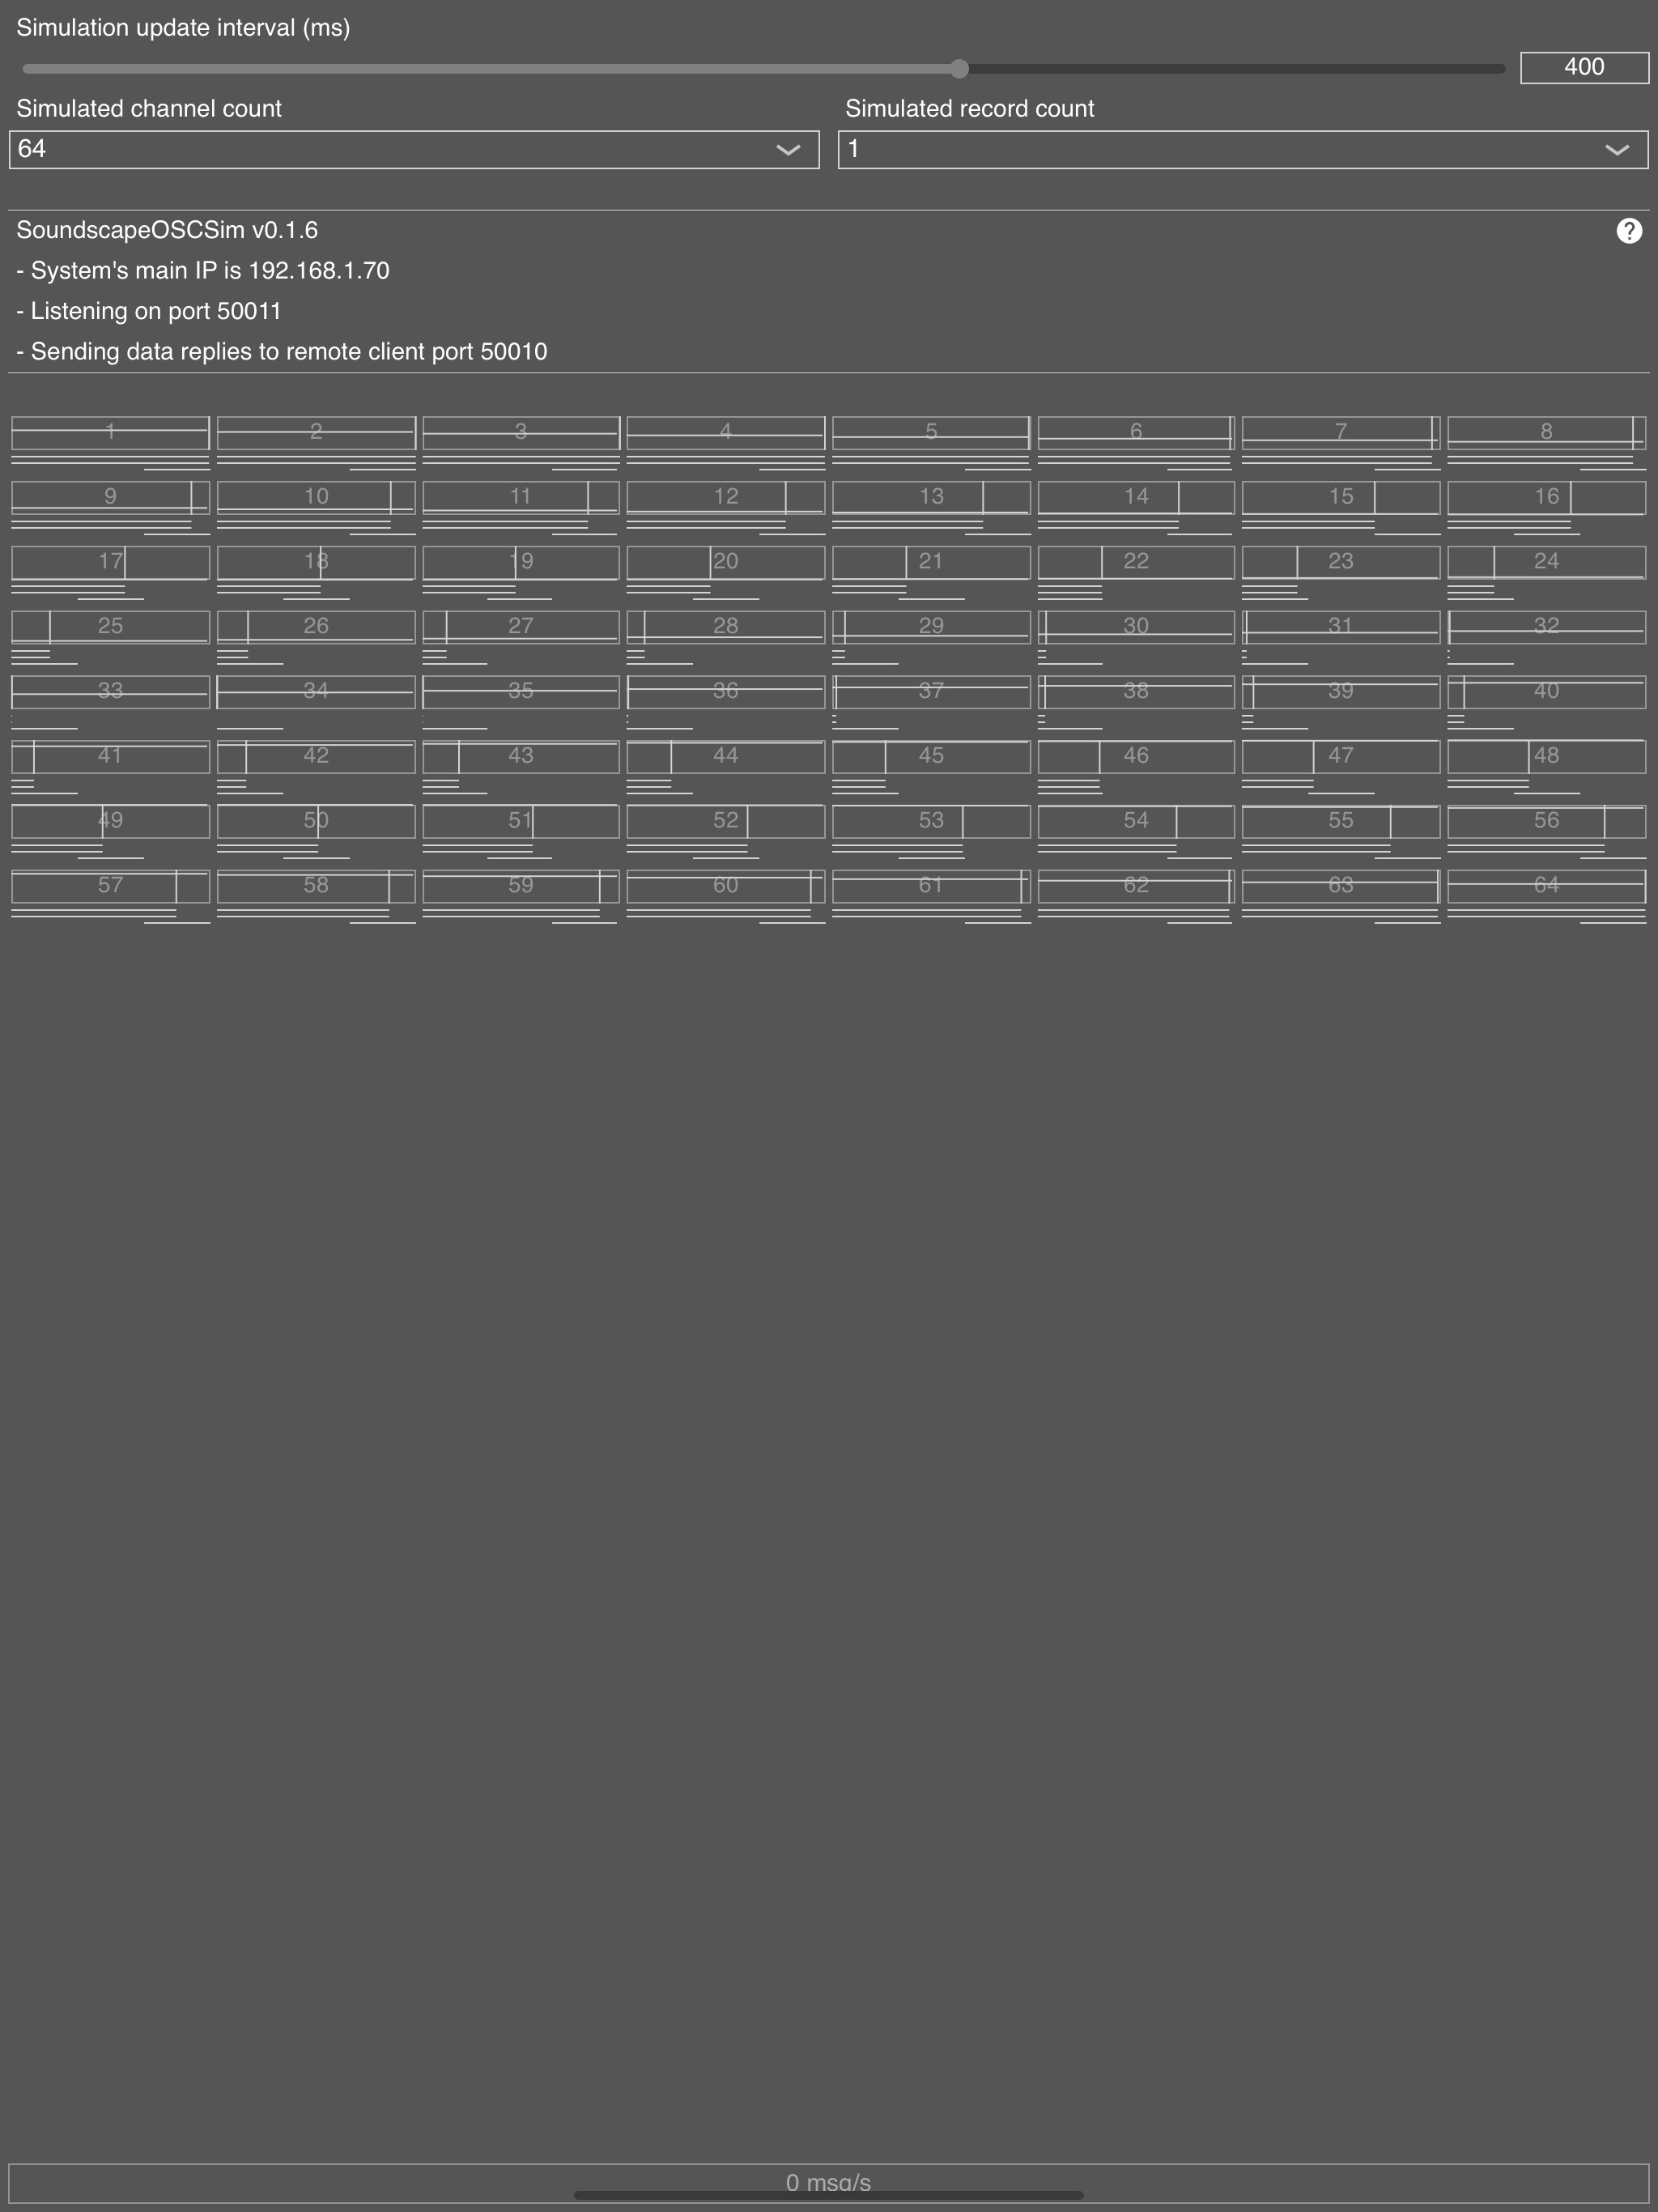 Simulation update interval (ms)
400
Simulated channel count
Simulated record count
64
1
SoundscapeOSCSim v0.1.6
?
- System's main IP is 192.168.1.70
- Listening on port 50011
- Sending data replies to remote client port 50010
1 2 3 4 5 6 7 8
9 10 11 12 13 14 15 16
17 18 19 20 21 22 23 24
25 26 27 28 29 30 31 32
33 34 35 36 37 38 39 40
41 42 43 44 45 46 47 48
49 50 51 52 53 54 55 56
57 58 59 60 61 62 63 64
0 msg/s